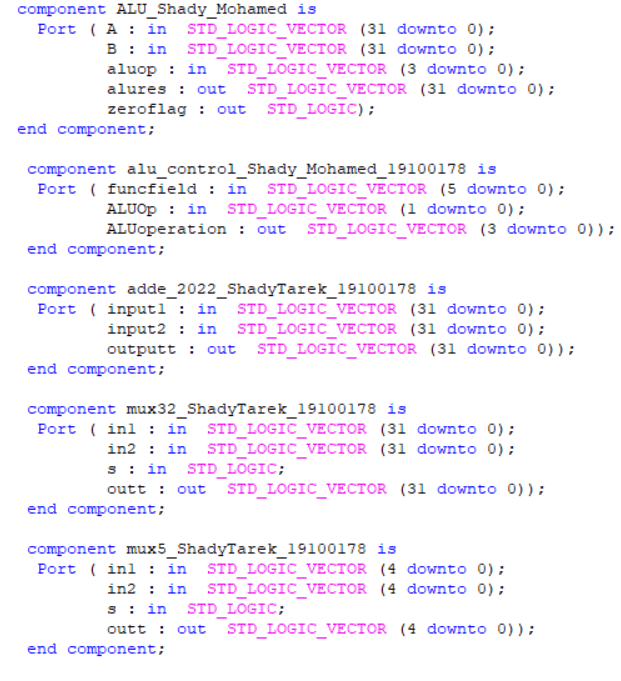 component ALU_Shady_Mohamed is
Port ( A : in STD_LOGIC_VECTOR (31 downto 0);
B : in STD_LOGIC_VECTOR (31 downto 0);
aluop : in STD_LOGIC_VECTOR (3 downto 0);
alures : out STD_LOGIC_VECTOR (31 downto 0);
zeroflag : out STD_LOGIC);
end component;
component alu_control_Shady_Mohamed_19100178 is
Port ( funcfield : in STD_LOGIC_VECTOR (5 downto 0);
ALUOp : in STD_LOGIC_VECTOR (1 downto 0);
ALUoperation : out STD_LOGIC_VECTOR (3 downto 0));
end component;
component adde_2022_ShadyTarek_19100178 is
Port ( input1 : in STD_LOGIC_VECTOR (31 downto 0);
input2 : in STD_LOGIC_VECTOR (31 downto 0);
outputt : out STD_LOGIC_VECTOR (31 downto 0));
end component;
component mux32_ShadyTarek_19100178 is
Port ( in1 : in STD_LOGIC_VECTOR (31 downto 0);
in2 : in STD_LOGIC_VECTOR (31 downto 0);
s : in STD_LOGIC;
outt : out STD_LOGIC_VECTOR (31 downto 0));
end component;
component mux5_ShadyTarek_19100178 is
Port ( in1 : in STD_LOGIC_VECTOR (4 downto 0);
in2 : in STD_LOGIC_VECTOR (4 downto 0);
s : in STD_LOGIC;
outt : out STD_LOGIC_VECTOR (4 downto 0));
end component;